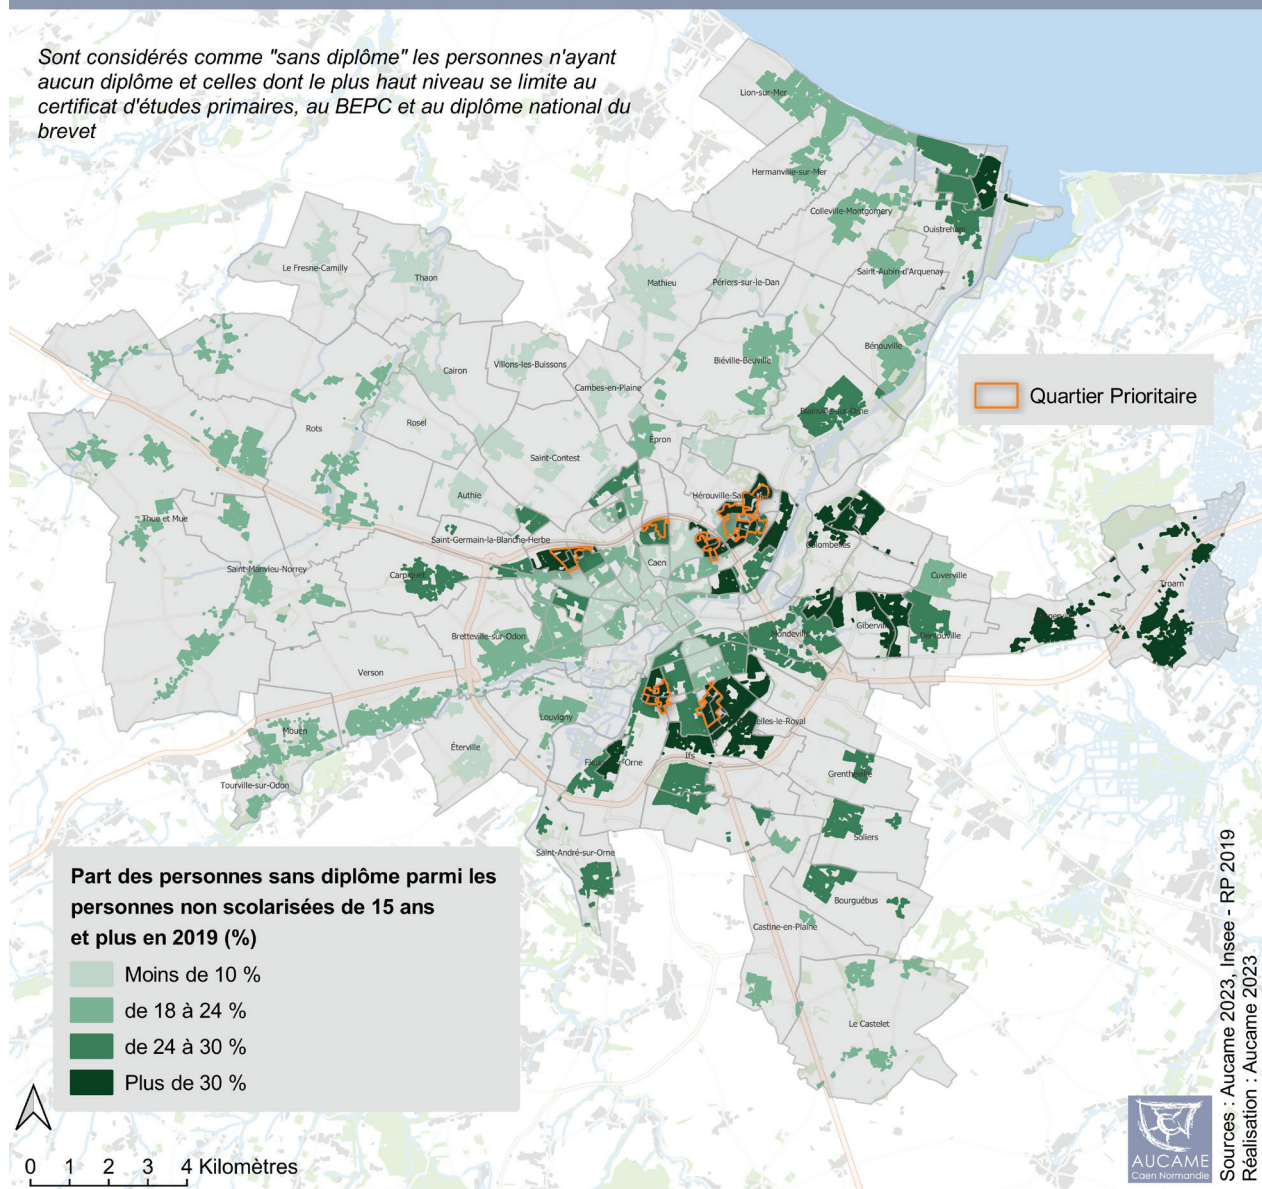 Sont considérés comme "sans diplôme" les personnes n'ayant
aucun diplôme et celles dont le plus haut niveau se limite au
certificat d'études primaires, au BEPC et au diplôme national du
brevet
Lion-sur-Mer
Hermanville-sur-Mer
Colleville-Montgomery
Ouistreham
Saint-Aubin-d'Arquenay
Le Fresne-Camilly
Thaon
Mathieu
Périers-sur-le-Dan
Bénouville
Biéville-Beuville
Villons-les-Buissons
Cairon
Cambes-en-Plaine
Quartier Prioritaire
Blainville-sur-Orne
Rots
Rosel
Épron
Saint-Contest
Authie
Hérouville-Saint-
Thue et Mue
Saint-Germain-la-Blanche-Herbe
Colombelles
Caen
Carpiquet
Saint-Manvieu-Norrey
Cuverville
Troarn
Giberville
Démouville
Mondeville
Bretteville-sur-Odon
Verson
Louvigny
elles-le-Royal
Mouen
Éterville
Ifs
Grentheville
Tourville-sur-Odon
Soliers
Saint-André-sur-Orne
Bourguébus
Castine-en-Plaine
Le Castelet
Part des personnes sans diplôme parmi les
personnes non scolarisées de 15 ans
et plus en 2019 (%)
Moins de 10 %
de 18 à 24 %
de 24 à 30 %
Plus de 30 %
0 1 2 3 4 Kilomètres
AUCAME
Caen Normandie
Sources : Aucame 2023, Insee - RP 2019
Réalisation : Aucame 2023